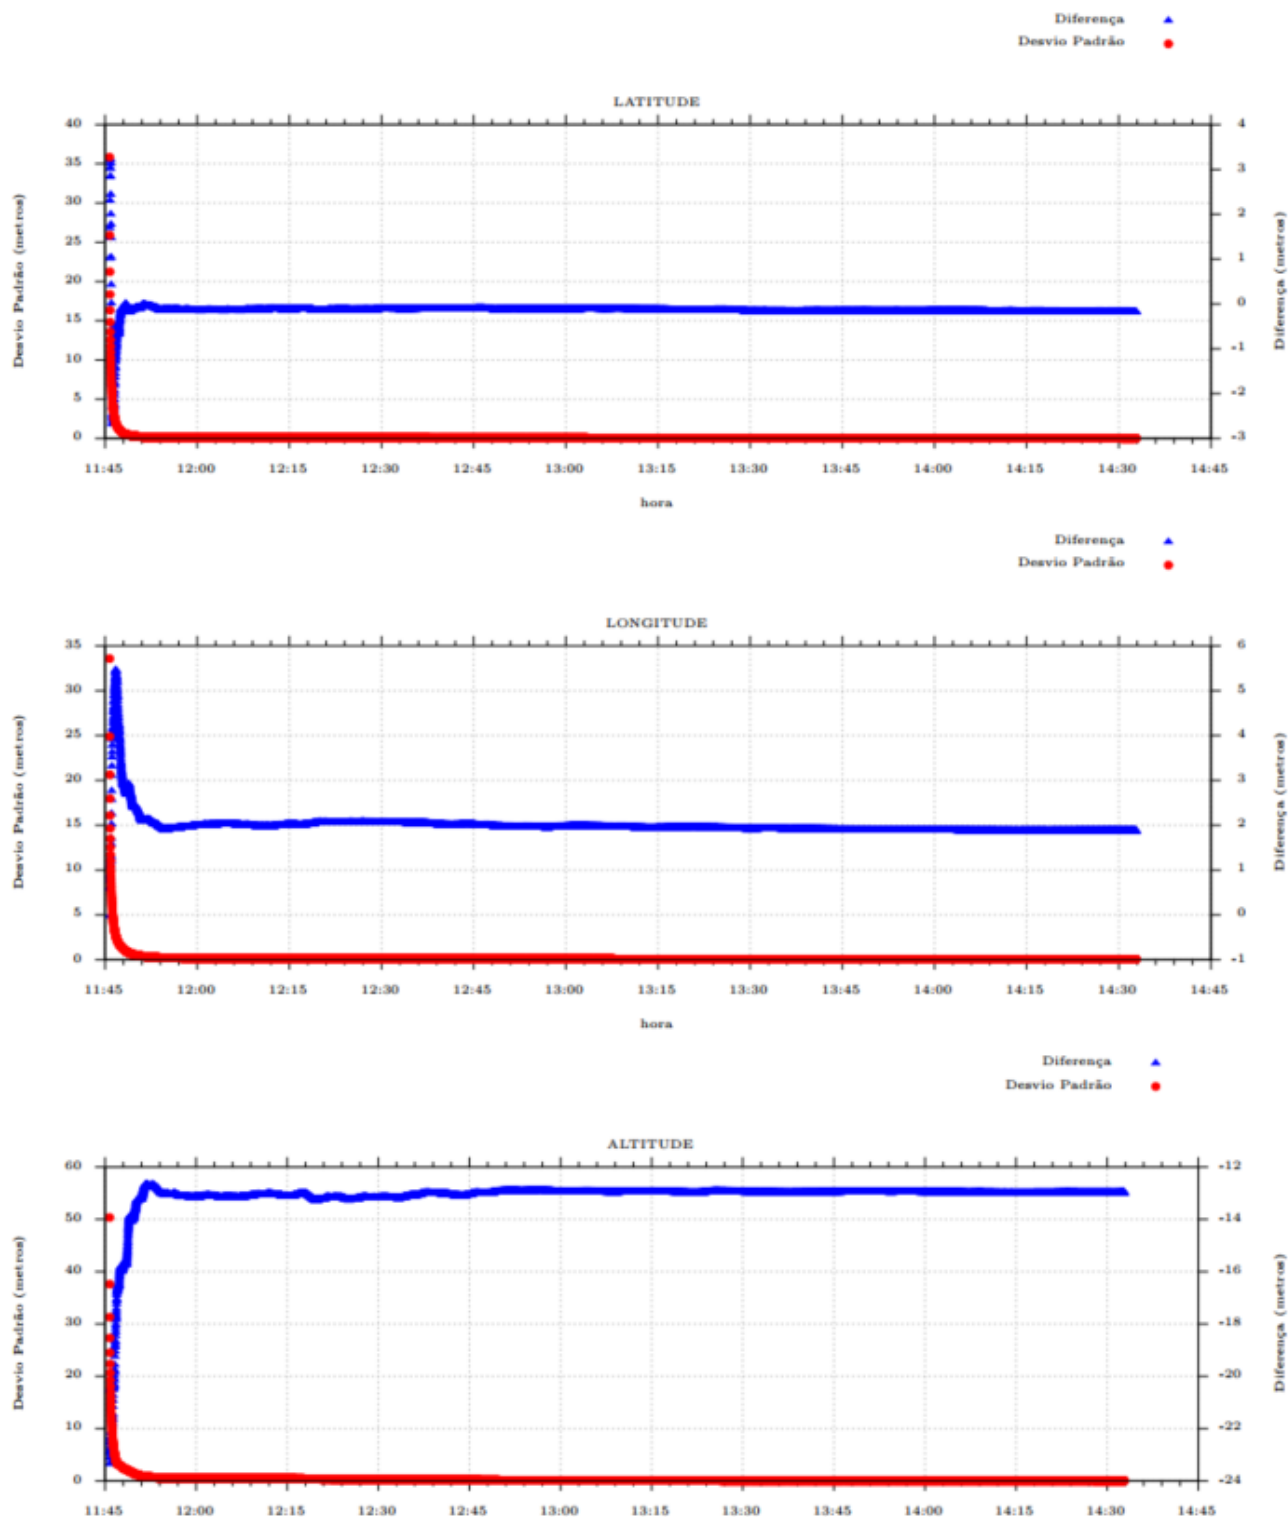 Diferença
Desvio Padrão
LATITUDE
40 35 30 25 20 15 10 5 0
Desvio Padrão (metros)
4 3 2 1 0 -1 -2 -3
Diferença (metros)
11:45 12:00 12:15 12:30 12:45 13:00 13:15 13:30 13:45 14:00 14:15 14:30 14:45
hora
Diferença
Desvio Padrão
LONGITUDE
35 30 25 20 15 10 5 0
Desvio Padrão (metros)
6 5 4 3 2 1 0 -1
Diferença (metros)
11:45 12:00 12:15 12:30 12:45 13:00 13:15 13:30 13:45 14:00 14:15 14:30 14:45
hora
Diferença
Desvio Padrão
ALTITUDE
60 50 40 30 20 10 0
Desvio Padrão (metros)
-12 -14 -16 -18 -20 -22 -24
Diferença (metros)
11:45 12:00 12:15 12:30 12:45 13:00 13:15 13:30 13:45 14:00 14:15 14:30 14:45